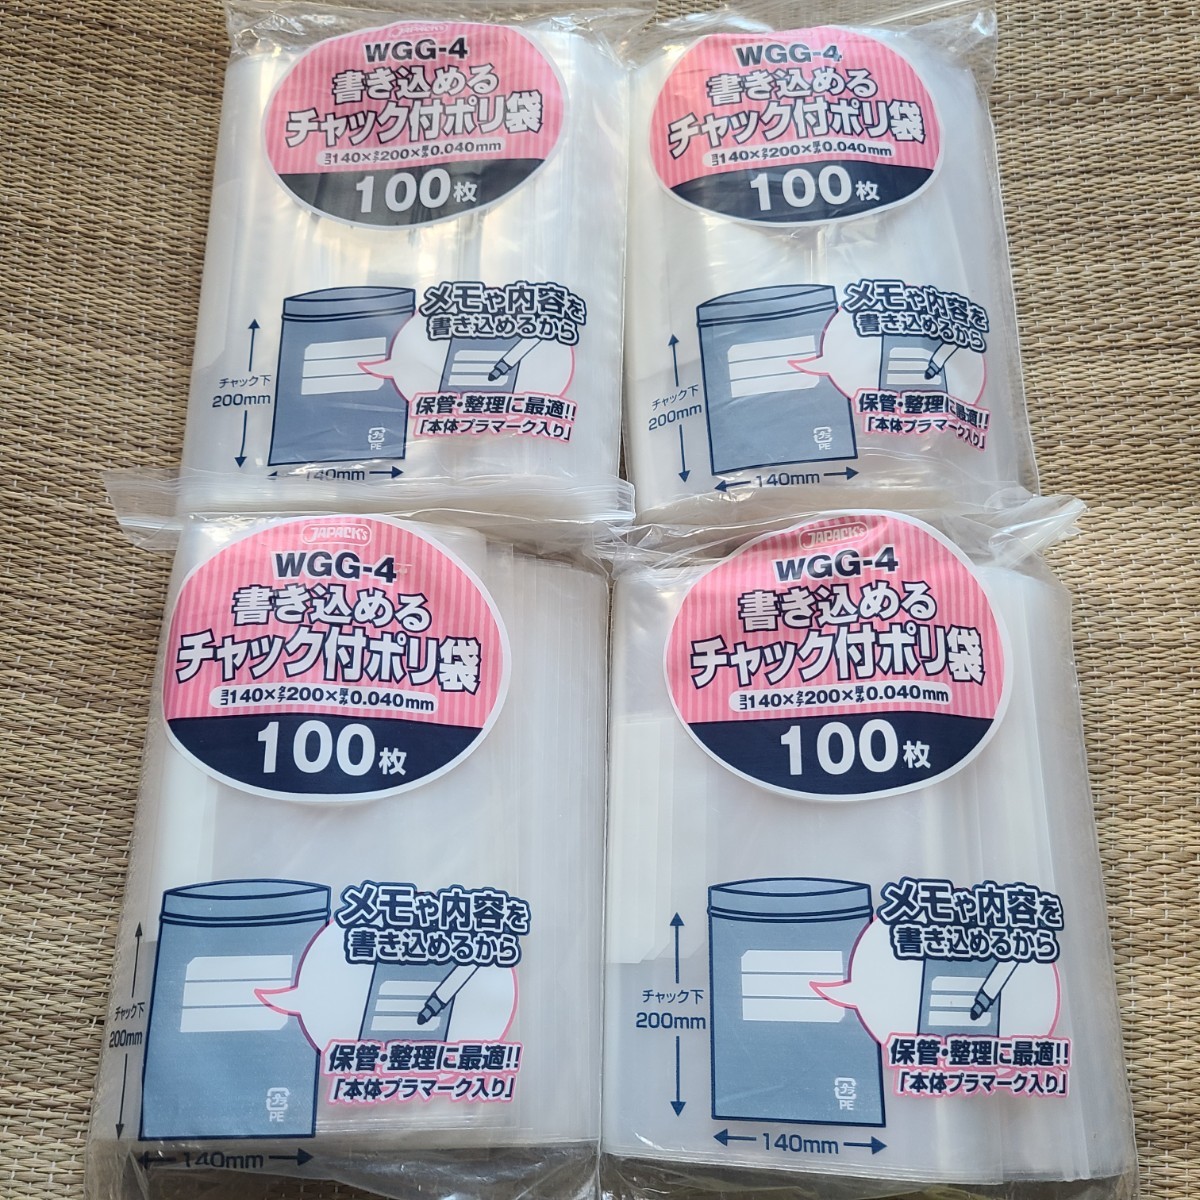 JAPACK's
WGG-4
書き込める
チャック付ポリ袋
ヨコ140×タテ200×厚み0.040mm
100枚
メモや内容を
書き込めるから
チャック下
200mm
保管・整理に最適!!
「本体プラマーク入り」
プラ
PE
140mm
JAPACK's
WGG-4
書き込める
チャック付ポリ袋
ヨコ140×タテ200×厚み0.040mm
100枚
メモや内容を
書き込めるから
チャック下
200mm
保管・整理に最適!!
「本体プラマーク入り」
プラ
PE
140mm
JAPACK's
WGG-4
書き込める
チャック付ポリ袋
ヨコ140×タテ200×厚み0.040mm
100枚
メモや内容を
書き込めるから
チャック下
200mm
保管・整理に最適!!
「本体プラマーク入り」
プラ
PE
140mm
JAPACK's
WGG-4
書き込める
チャック付ポリ袋
ヨコ140×タテ200×厚み0.040mm
100枚
メモや内容を
書き込めるから
チャック下
200mm
保管・整理に最適!!
「本体プラマーク入り」
プラ
PE
140mm